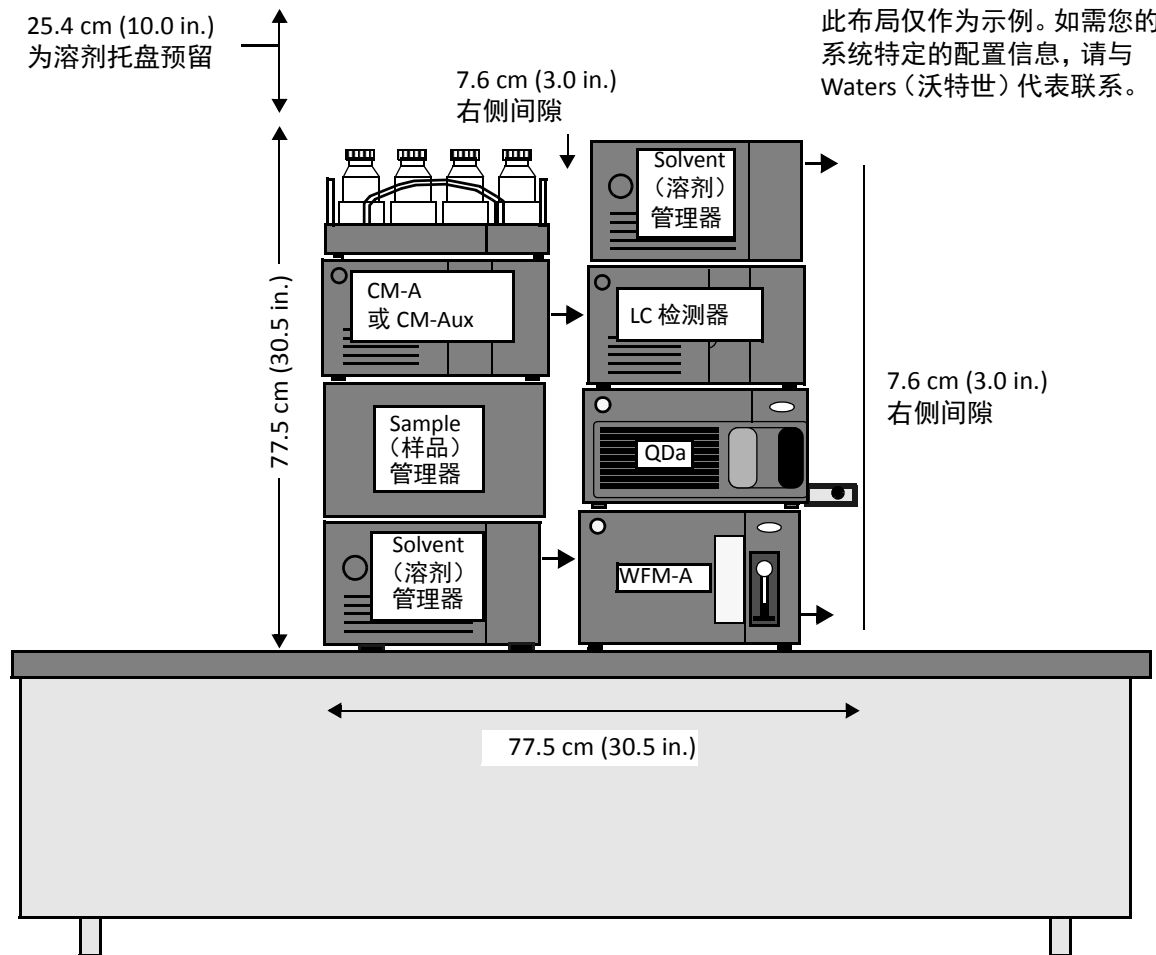 25.4 cm (10.0 in.)
为溶剂托盘预留
此布局仅作为示例。如需您的
系统特定的配置信息，请与
Waters（沃特世）代表联系。
7.6 cm (3.0 in.)
右侧间隙
77.5 cm (30.5 in.)
Solvent
（溶剂）
管理器
CM-A
或 CM-Aux
LC 检测器
Sample
（样品）
管理器
QDa
7.6 cm (3.0 in.)
右侧间隙
Solvent
（溶剂）
管理器
WFM-A
77.5 cm (30.5 in.)